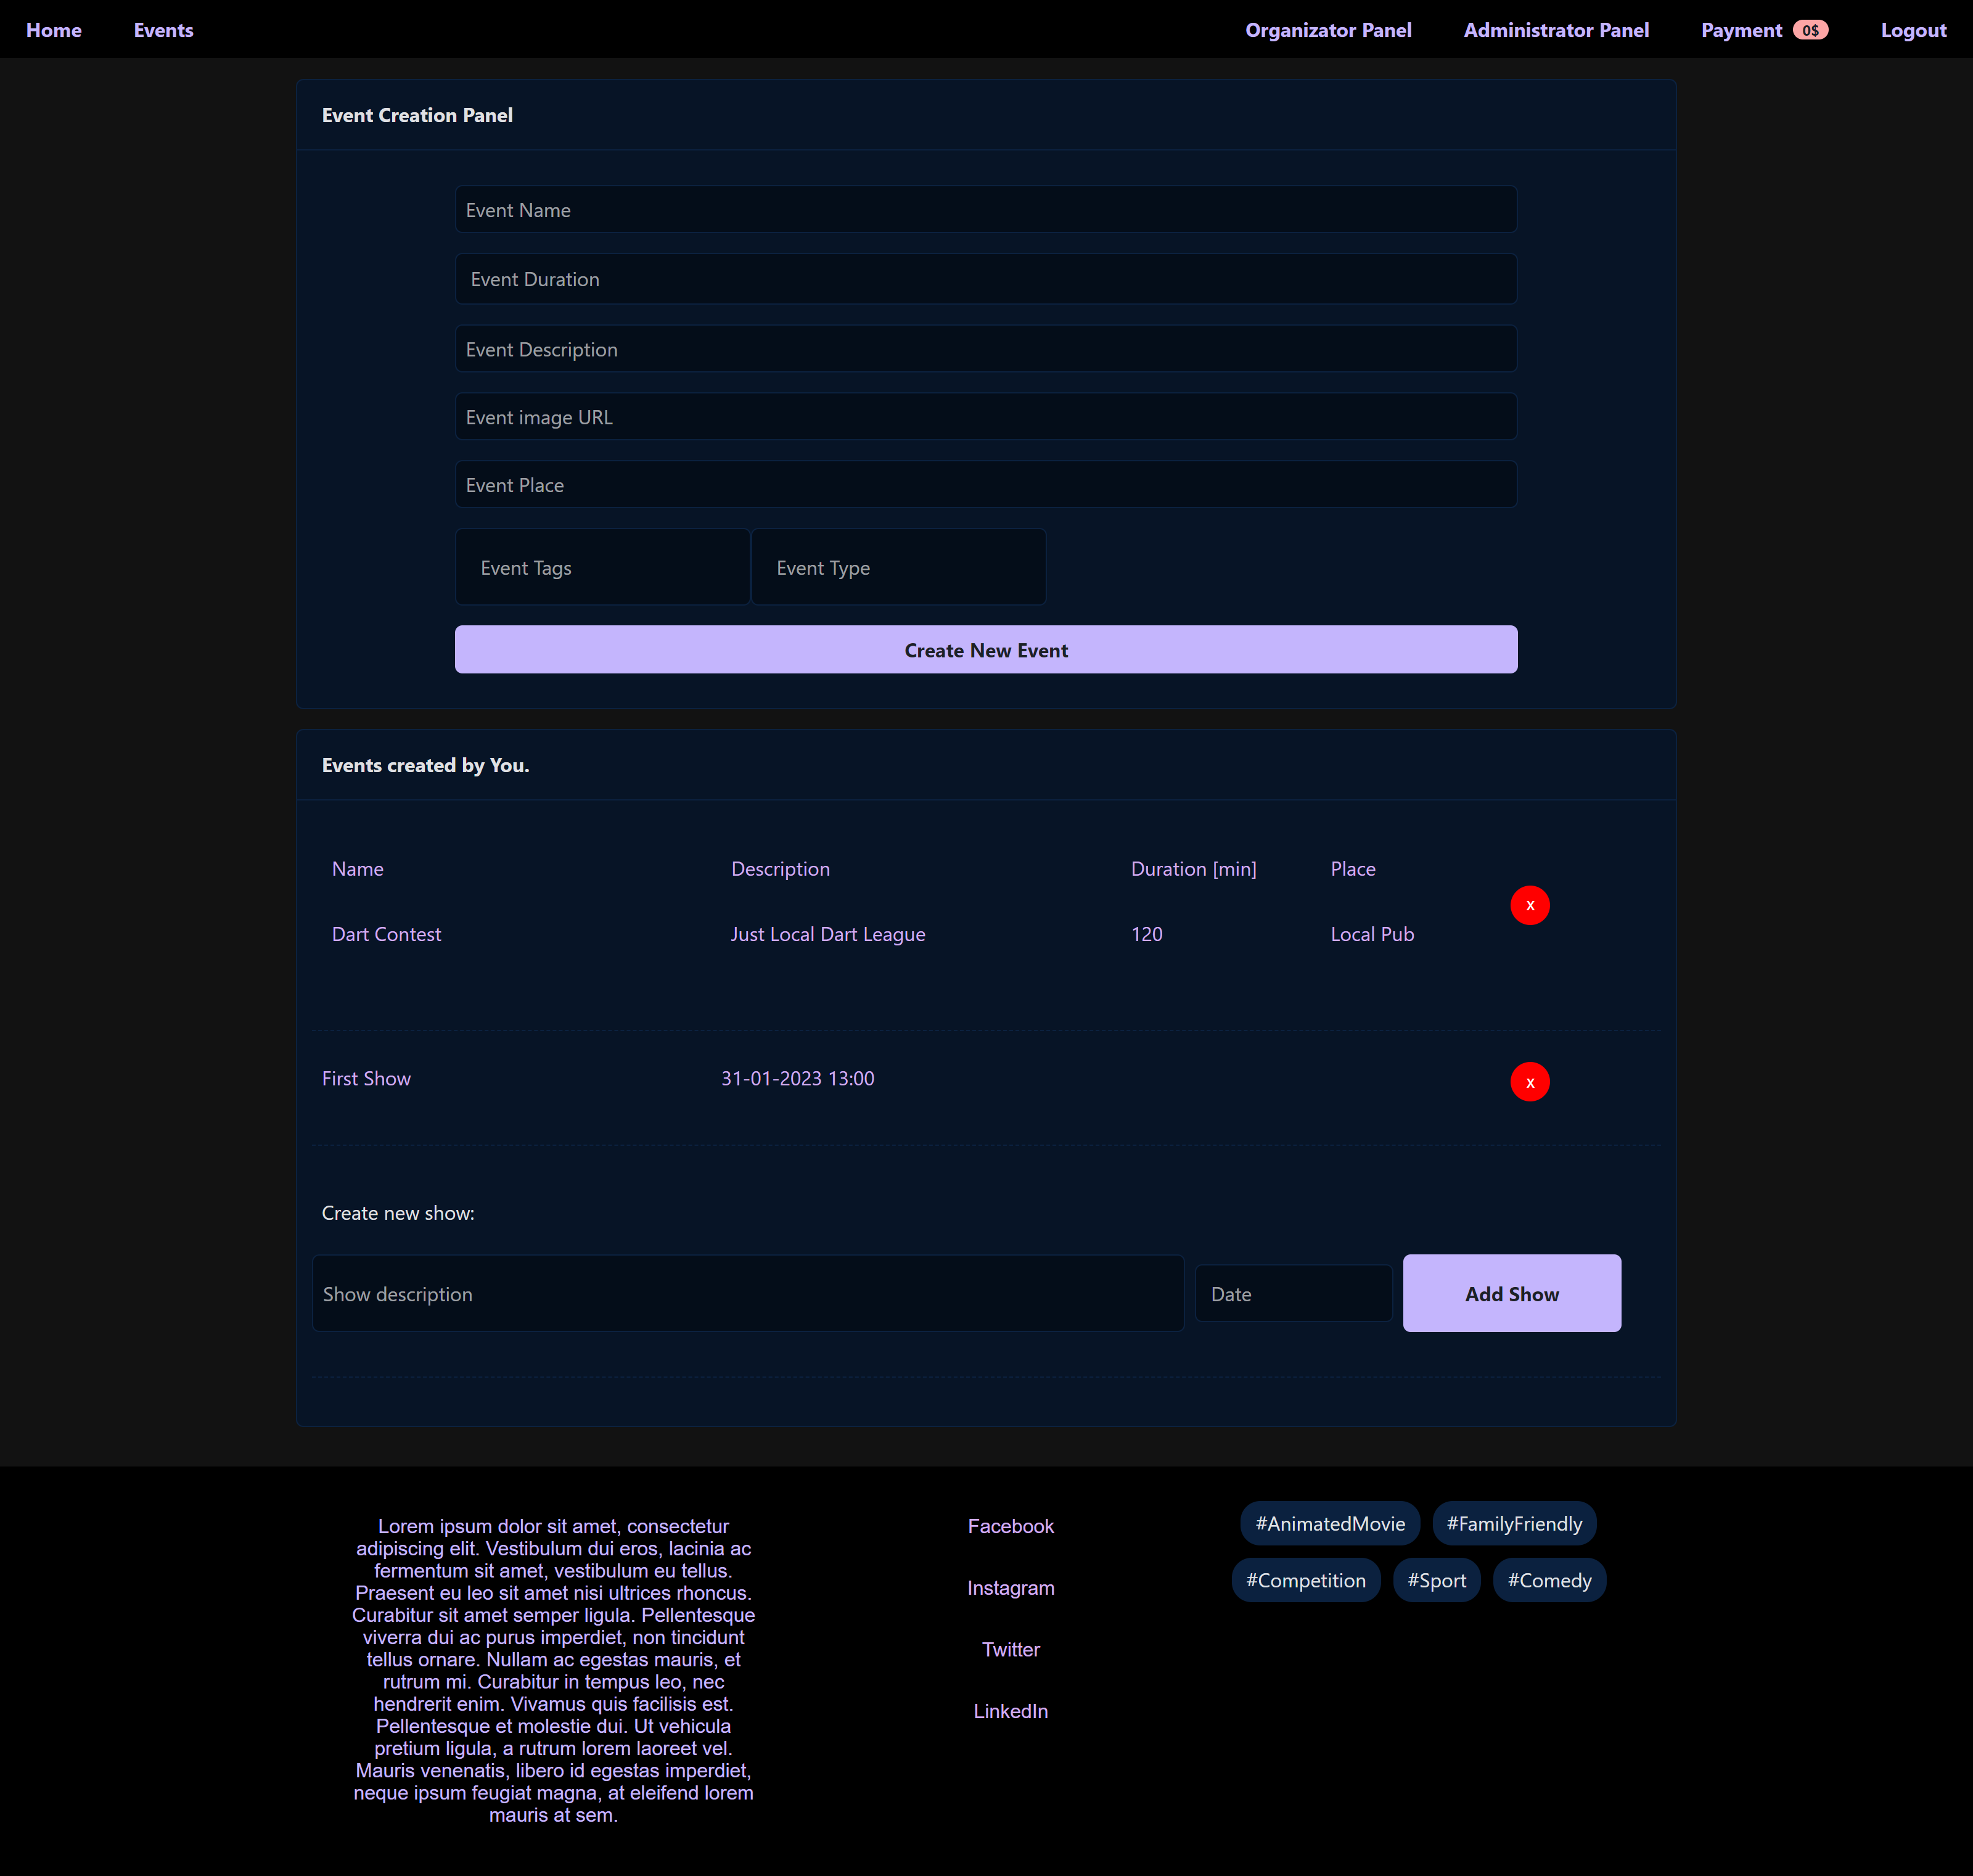 Home Events Organizator Panel Administrator Panel Payment 0$ Logout
Event Creation Panel
Event Name
Event Duration
Event Description
Event image URL
Event Place
Event Tags Event Type
Create New Event
Events created by You.
Name Description Duration [min] Place
x
Dart Contest Just Local Dart League 120 Local Pub
First Show 31-01-2023 13:00 x
Create new show:
Show description Date Add Show
Lorem ipsum dolor sit amet, consectetur
adipiscing elit. Vestibulum dui eros, lacinia ac
fermentum sit amet, vestibulum eu tellus.
Praesent eu leo sit amet nisi ultrices rhoncus.
Curabitur sit amet semper ligula. Pellentesque
viverra dui ac purus imperdiet, non tincidunt
tellus ornare. Nullam ac egestas mauris, et
rutrum mi. Curabitur in tempus leo, nec
hendrerit enim. Vivamus quis facilisis est.
Pellentesque et molestie dui. Ut vehicula
pretium ligula, a rutrum lorem laoreet vel.
Mauris venenatis, libero id egestas imperdiet,
neque ipsum feugiat magna, at eleifend lorem
mauris at sem.
Facebook
Instagram
Twitter
LinkedIn
#AnimatedMovie #FamilyFriendly
#Competition #Sport #Comedy